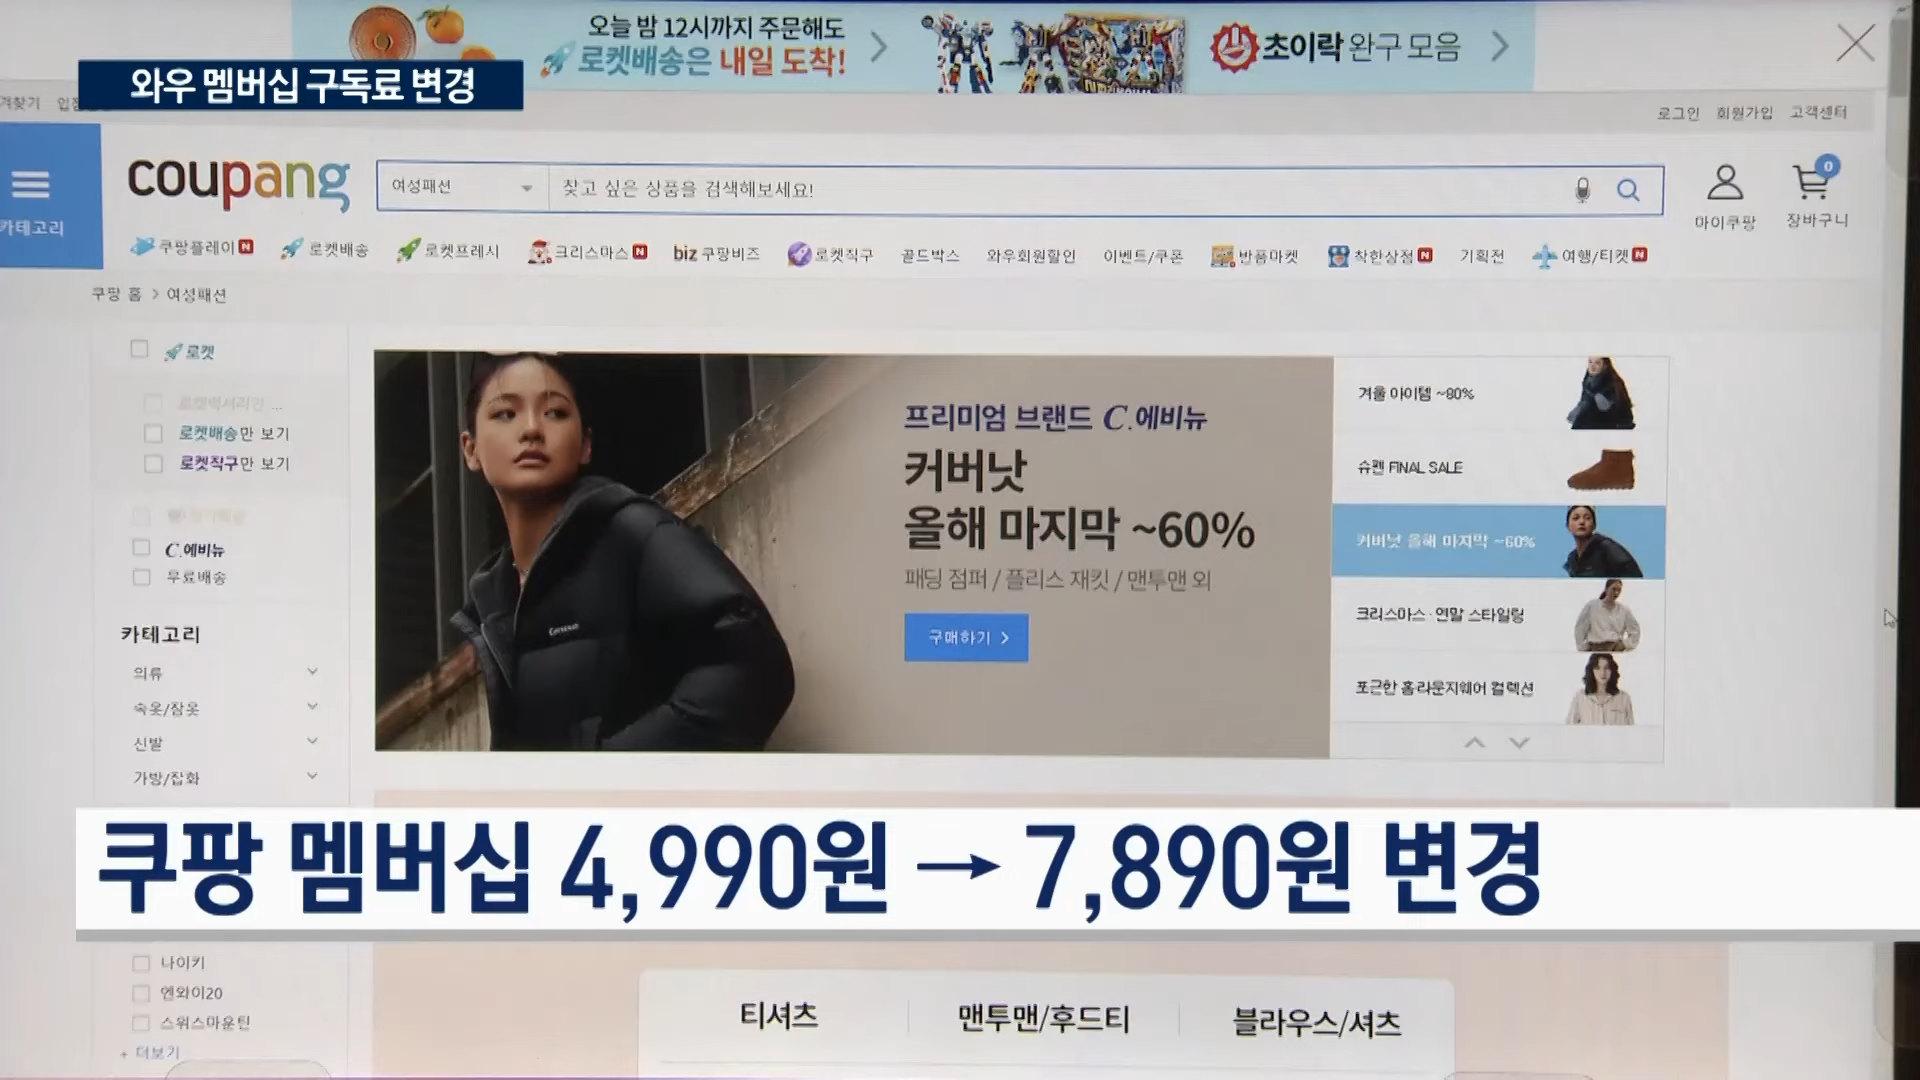 오늘 밤 12시까지 주문해도
로켓배송은 내일 도착!
초이락 완구 모음
와우 멤버십 구독료 변경
겨찾기
로그인 회원가입 고객센터
카테고리
coupang
여성패션
찾고 싶은 상품을 검색해보세요!
마이쿠팡
0
장바구니
쿠팡플레이 N
로켓배송
로켓프레시
크리스마스 N
biz 쿠팡비즈
로켓직구
골드박스
와우회원할인
이벤트/쿠폰
반품마켓
착한상점 N
기획전
여행/티켓 N
쿠팡 홈 > 여성패션
로켓
로켓럭셔리만 ...
로켓배송만 보기
로켓직구만 보기
C.에비뉴
무료배송
카테고리
의류
속옷/잠옷
신발
가방/잡화
프리미엄 브랜드 C.에비뉴
커버낫
올해 마지막 ~60%
패딩 점퍼 / 플리스 재킷 / 맨투맨 외
구매하기 >
겨울 아이템 ~80%
슈펜 FINAL SALE
커버낫 올해 마지막 ~60%
크리스마스·연말 스타일링
포근한 홈·라운지웨어 컬렉션
쿠팡 멤버십 4,990원 → 7,890원 변경
나이키
엔와이20
스위스마운틴
+ 더보기
티셔츠
맨투맨/후드티
블라우스/셔츠